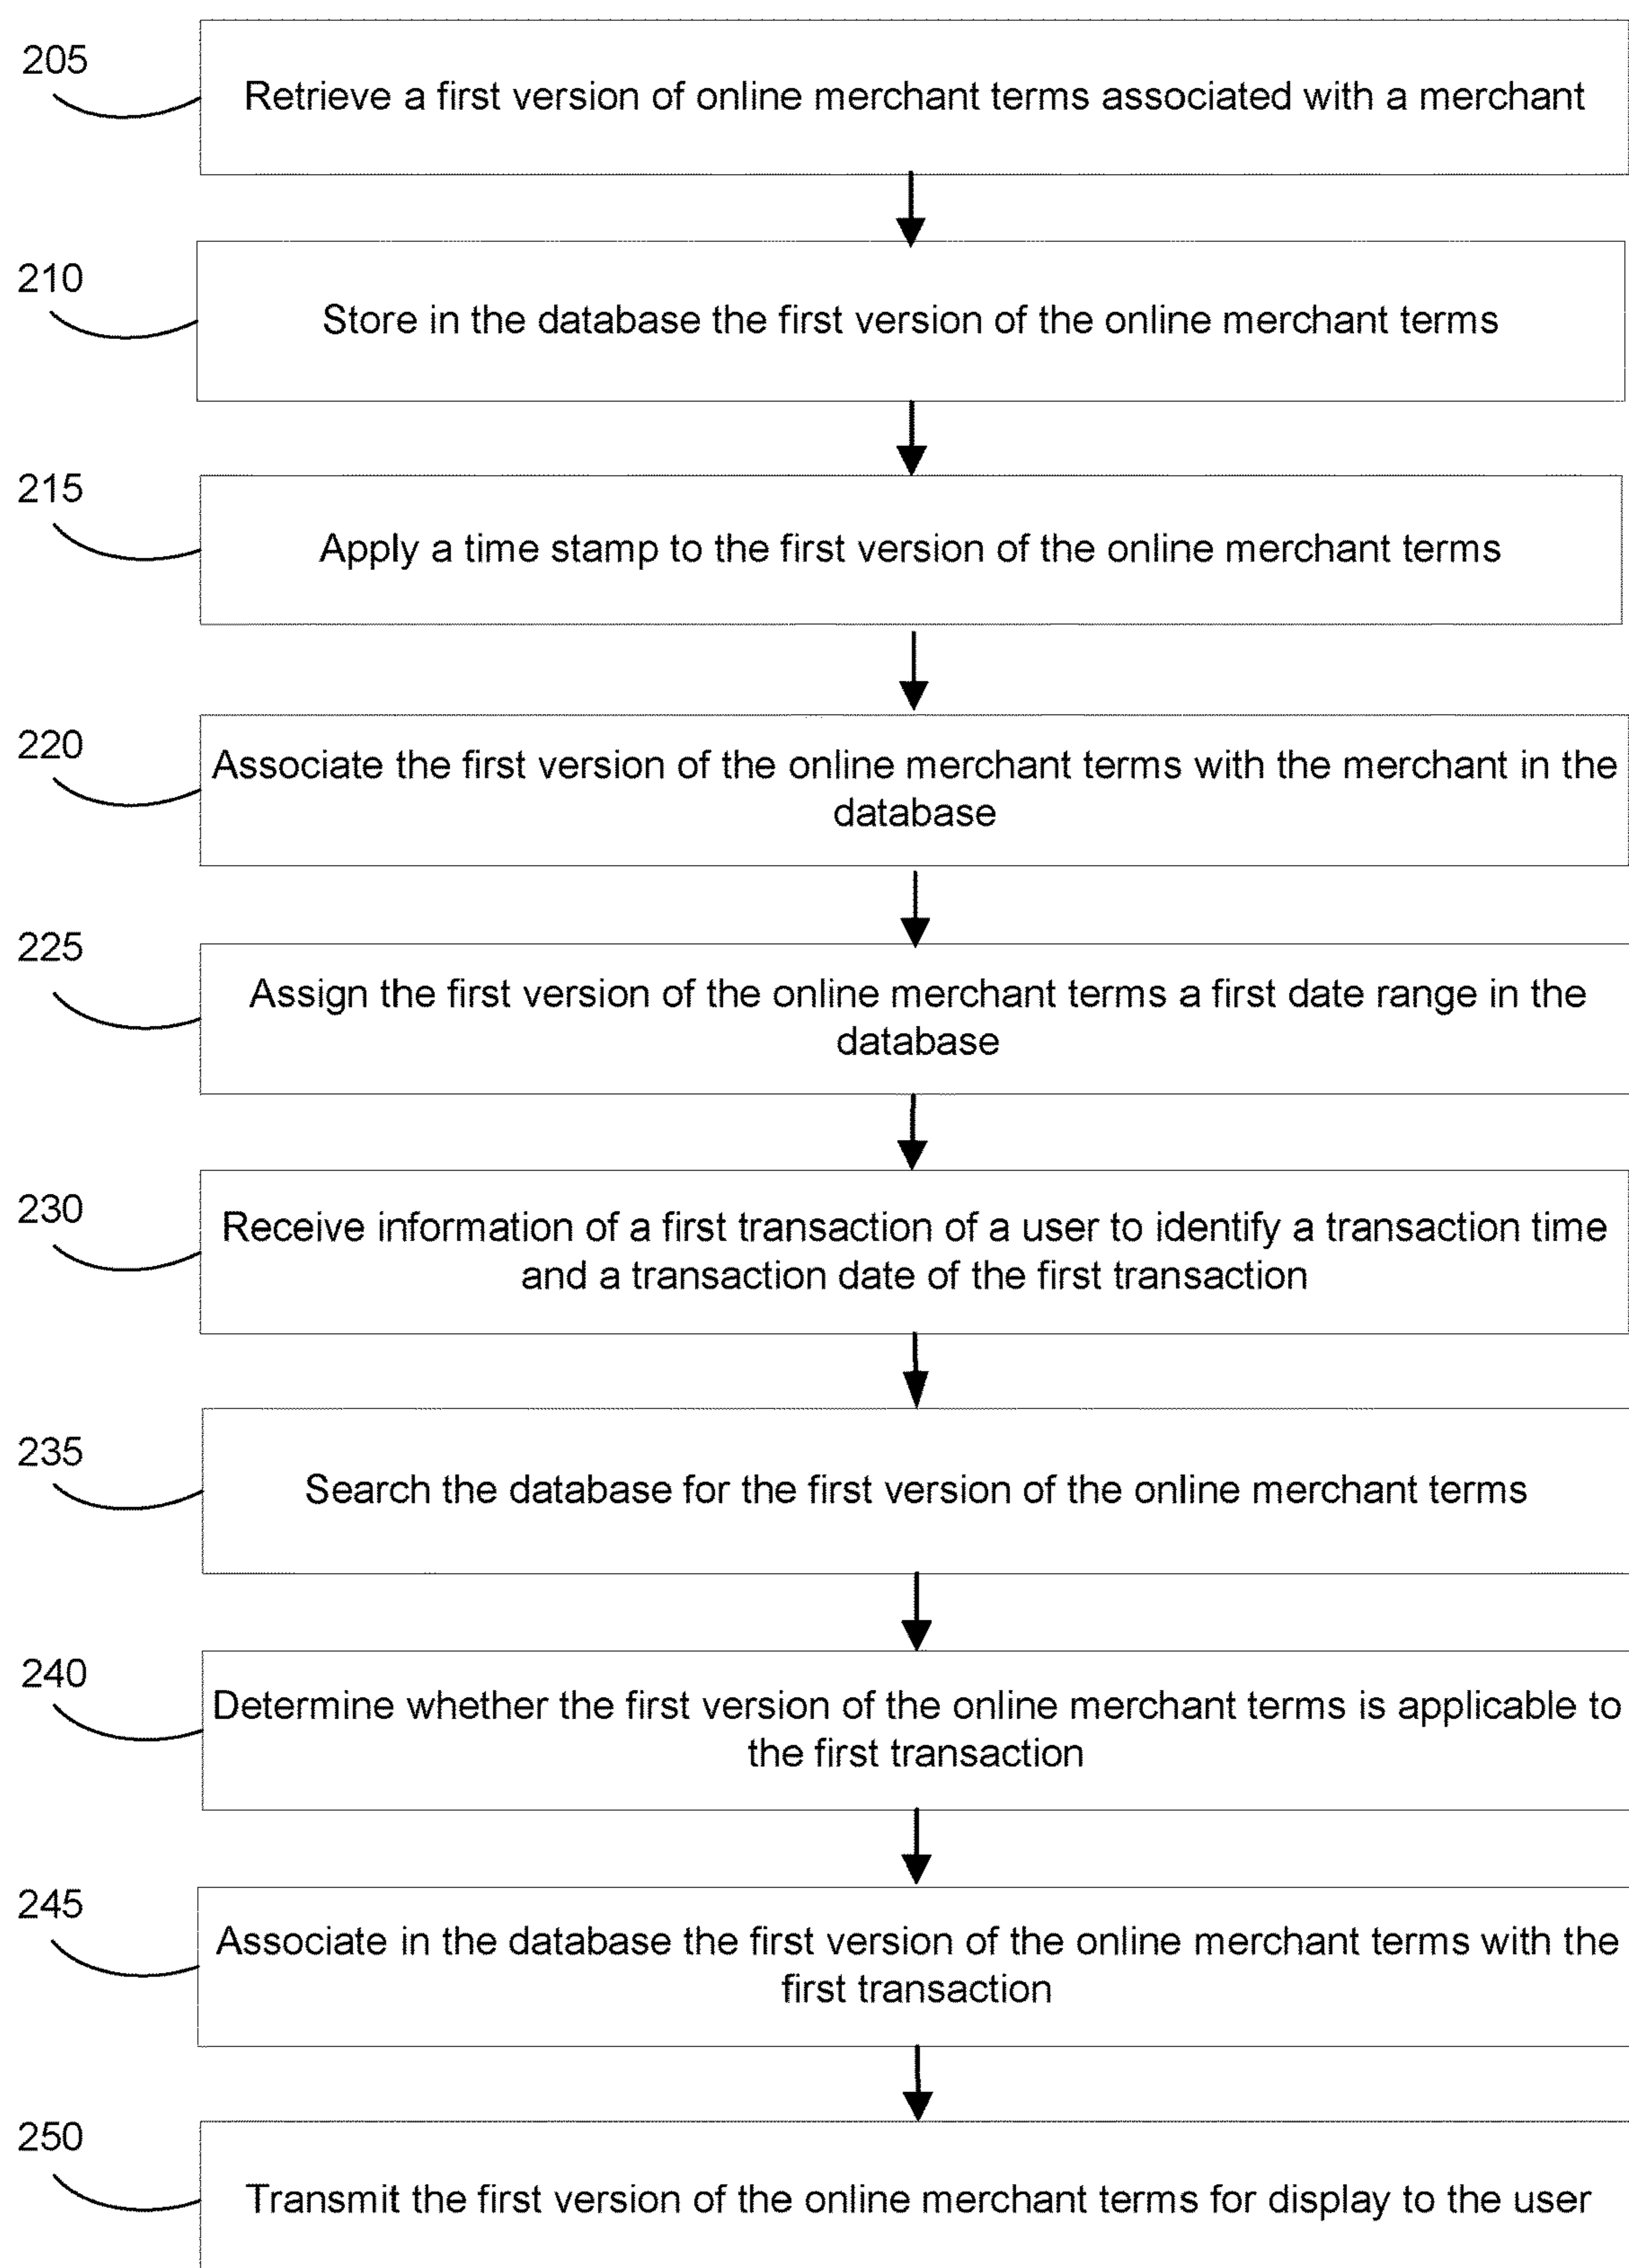 205
Retrieve a first version of online merchant terms associated with a merchant
210
Store in the database the first version of the online merchant terms
215
Apply a time stamp to the first version of the online merchant terms
220
Associate the first version of the online merchant terms with the merchant in the
database
225
Assign the first version of the online merchant terms a first date range in the
database
230
Receive information of a first transaction of a user to identify a transaction time
and a transaction date of the first transaction
235
Search the database for the first version of the online merchant terms
240
Determine whether the first version of the online merchant terms is applicable to
the first transaction
245
Associate in the database the first version of the online merchant terms with the
first transaction
250
Transmit the first version of the online merchant terms for display to the user